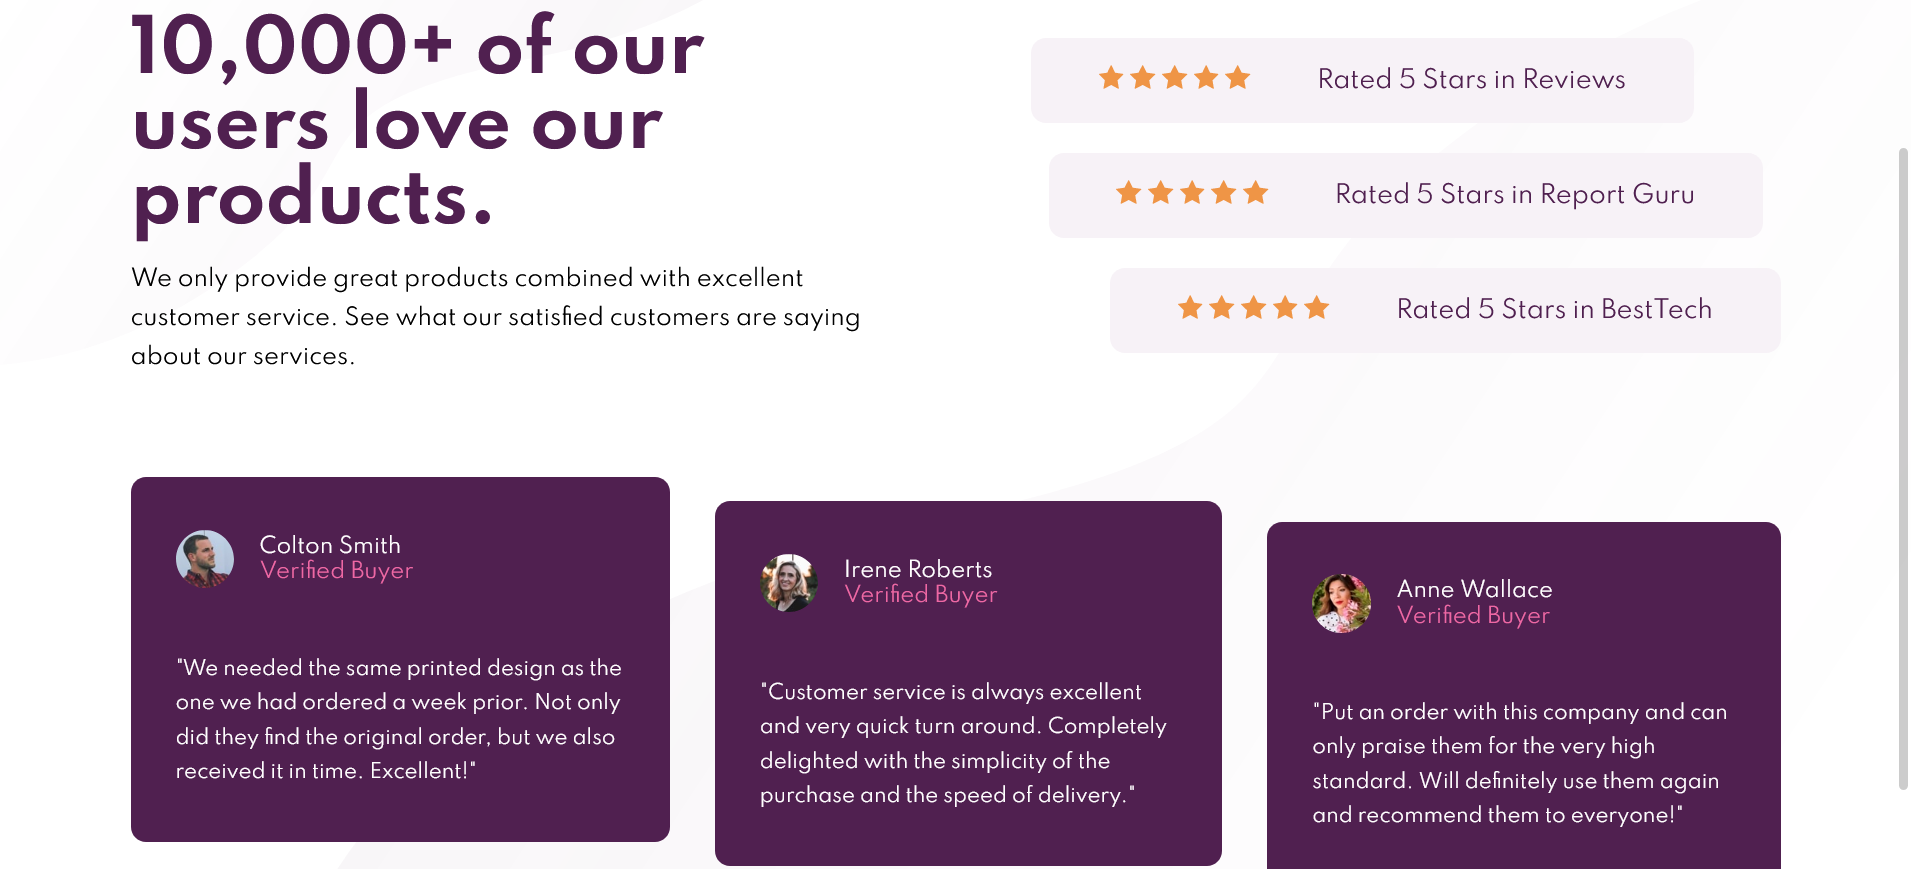 10,000+ of our
users love our
products.
We only provide great products combined with excellent
customer service. See what our satisfied customers are saying
about our services.
Rated 5 Stars in Reviews
Rated 5 Stars in Report Guru
Rated 5 Stars in BestTech
Colton Smith
Verified Buyer
"We needed the same printed design as the
one we had ordered a week prior. Not only
did they find the original order, but we also
received it in time. Excellent!"
Irene Roberts
Verified Buyer
"Customer service is always excellent
and very quick turn around. Completely
delighted with the simplicity of the
purchase and the speed of delivery."
Anne Wallace
Verified Buyer
"Put an order with this company and can
only praise them for the very high
standard. Will definitely use them again
and recommend them to everyone!"